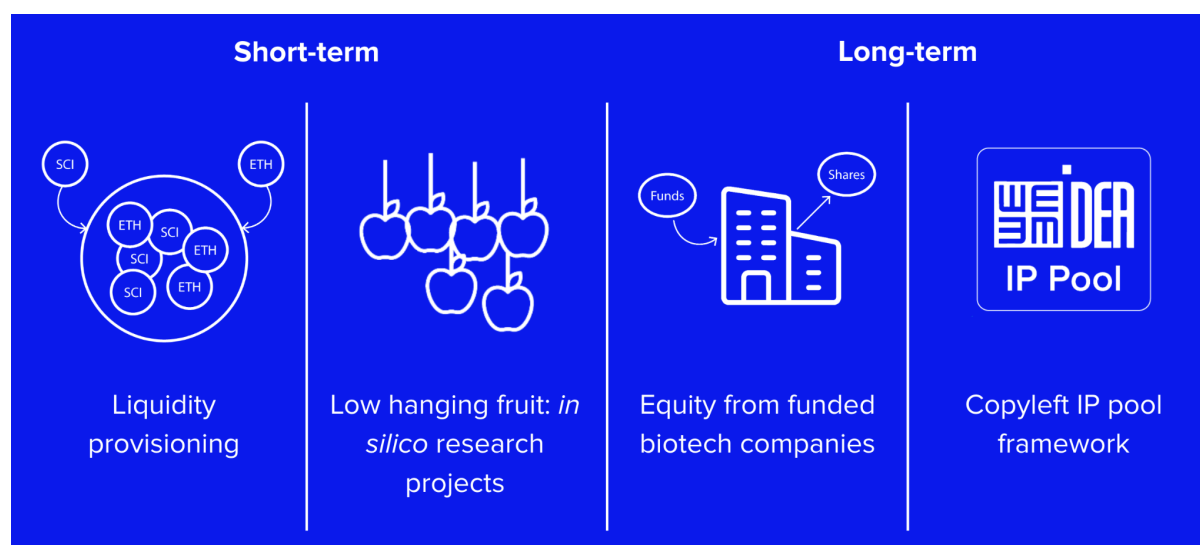 Short-term
Long-term
SCI
ETH
ETH
SCI
SCI
ETH
SCI
ETH
Liquidity
provisioning
Low hanging fruit: in
silico research
projects
Funds
Shares
Equity from funded
biotech companies
IDEA
IP Pool
Copyleft IP pool
framework